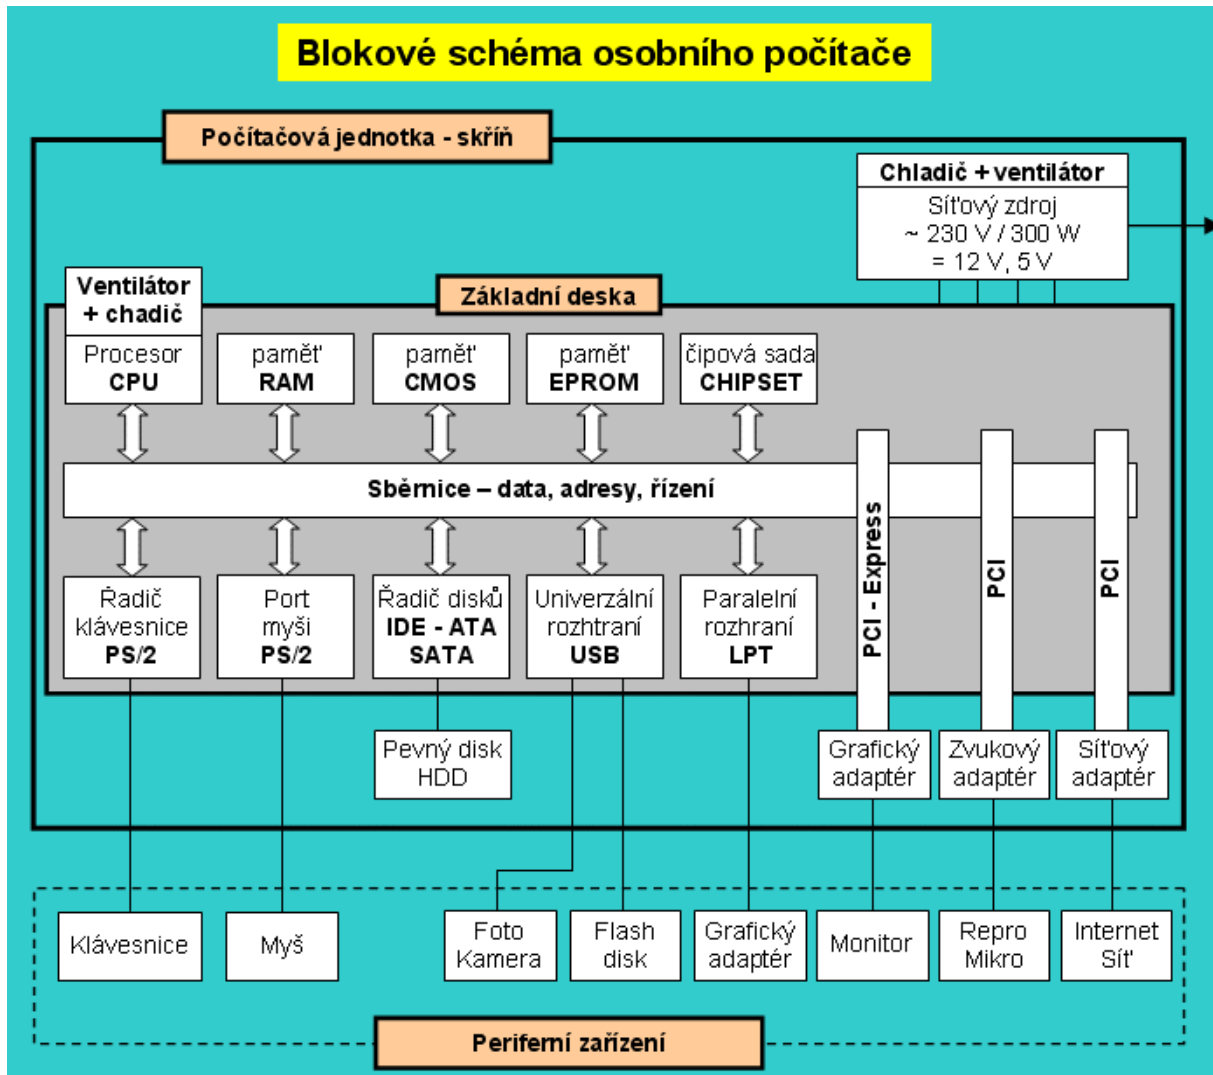 Blokové schéma osobního počítače
Počítačová jednotka - skříň
Chladič + ventilátor
Síťový zdroj
~ 230 V / 300 W
= 12 V, 5 V
Ventilátor
+ chadič
Základní deska
Procesor
CPU
paměť
RAM
paměť
CMOS
paměť
EPROM
čipová sada
CHIPSET
Sběrnice – data, adresy, řízení
PCI - Express
PCI
PCI
Řadič
klávesnice
PS/2
Port
myši
PS/2
Řadič disků
IDE - ATA
SATA
Univerzální
rozhtraní
USB
Paralelní
rozhraní
LPT
Pevný disk
HDD
Grafický
adaptér
Zvukový
adaptér
Síťový
adaptér
Klávesnice
Myš
Foto
Kamera
Flash
disk
Grafický
adaptér
Monitor
Repro
Mikro
Internet
Síť
Periferní zařízení